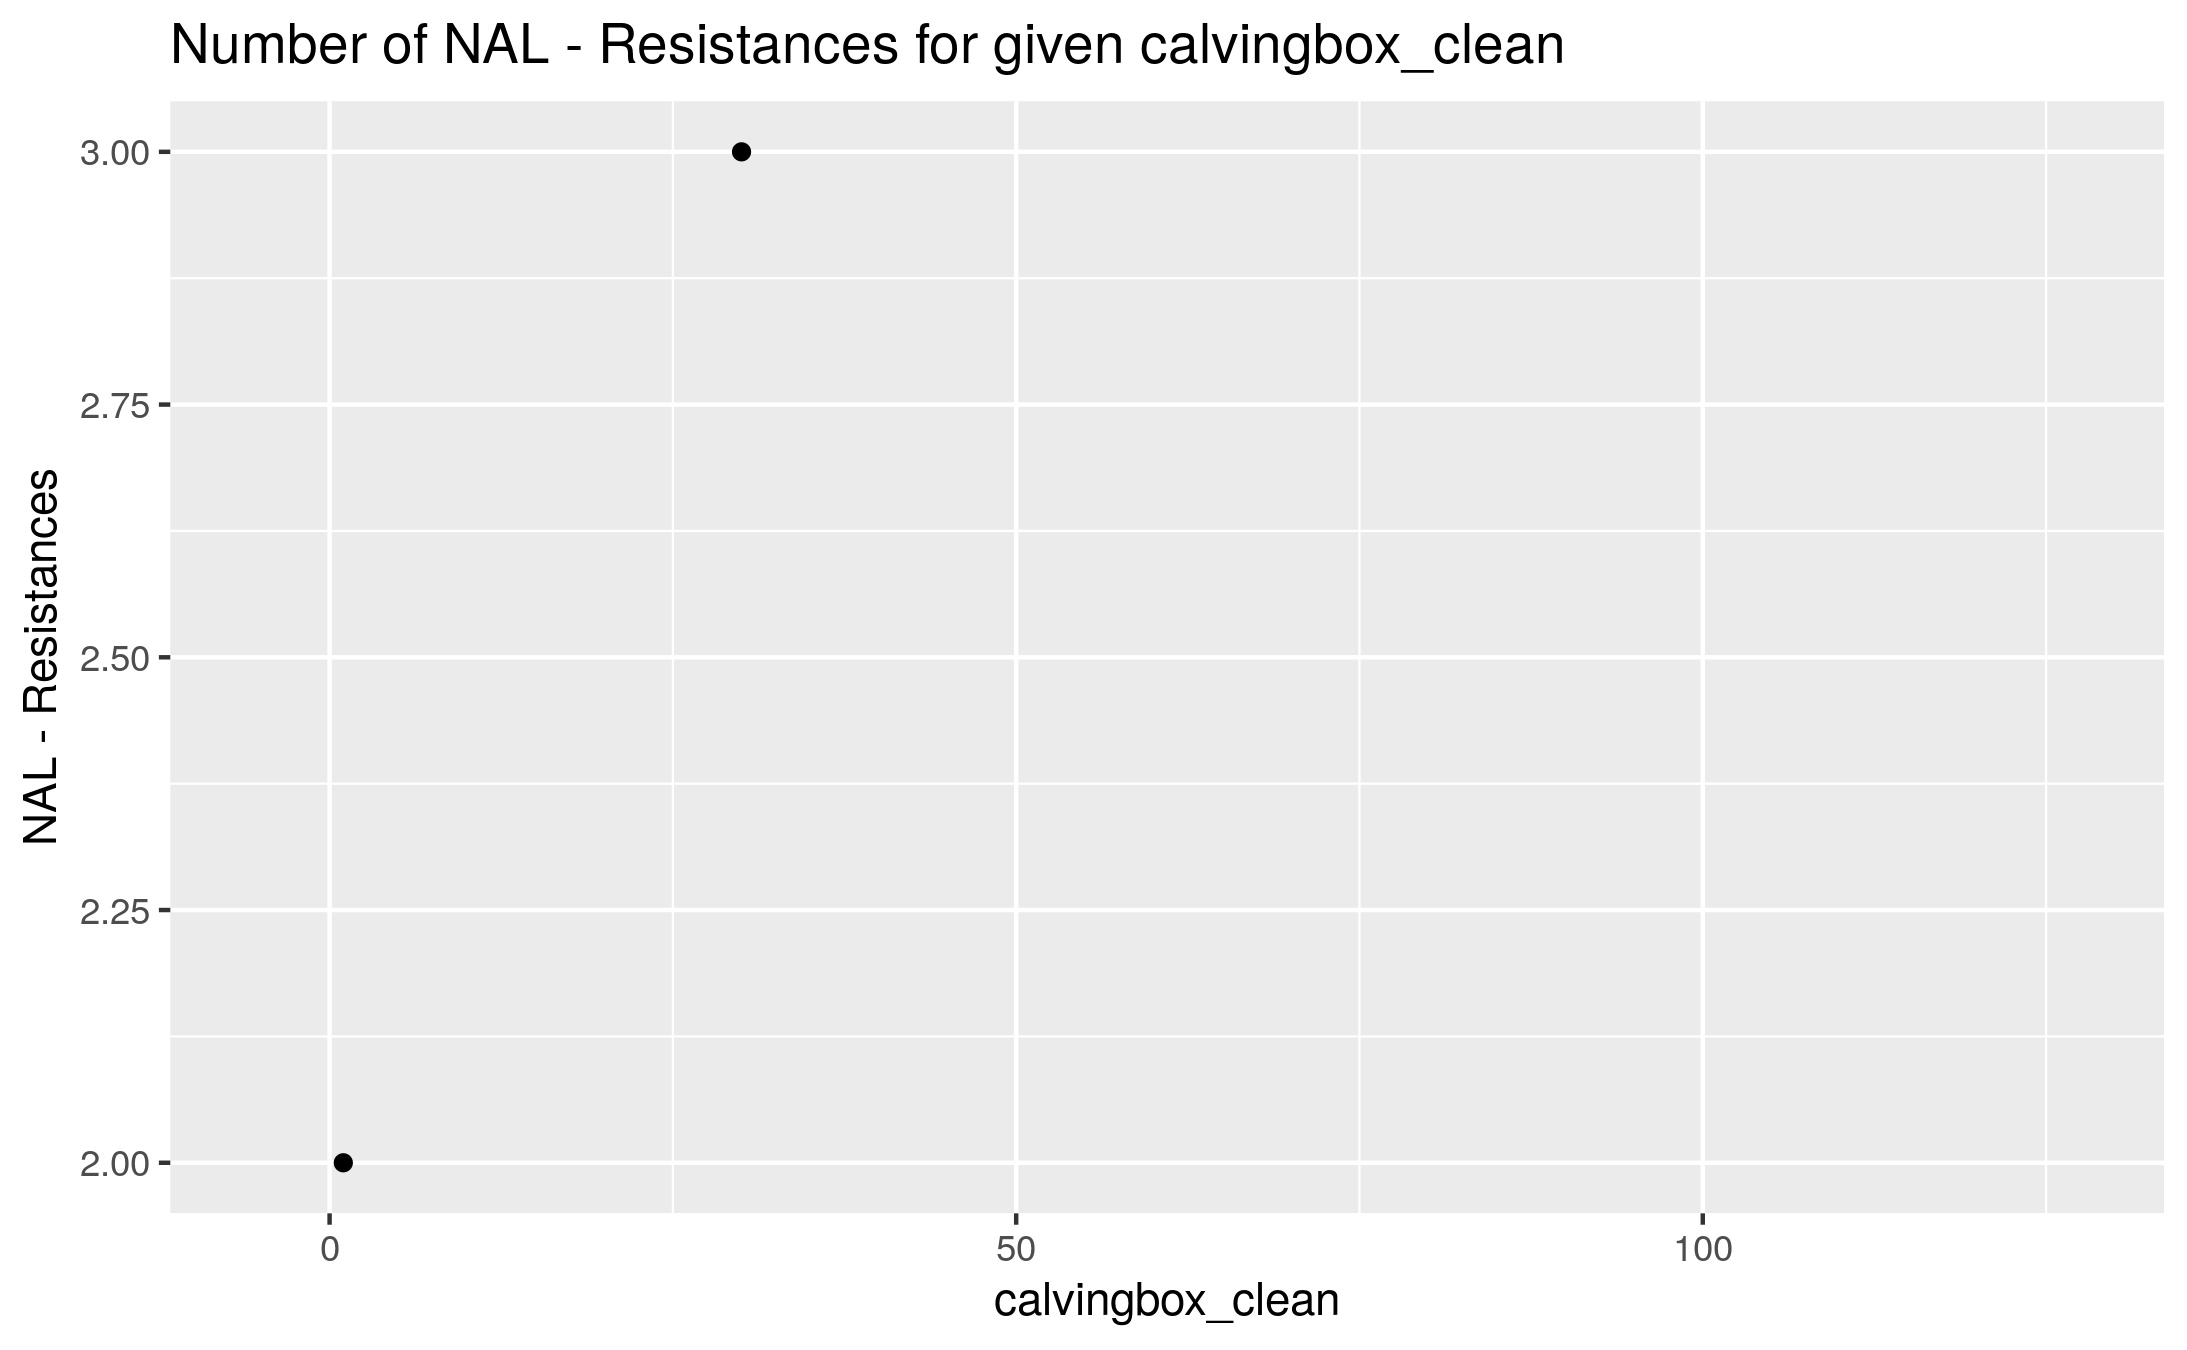 Number of NAL - Resistances for given calvingbox_clean
NAL - Resistances
3.00
2.75
2.50
2.25
2.00
0
50
100
calvingbox_clean